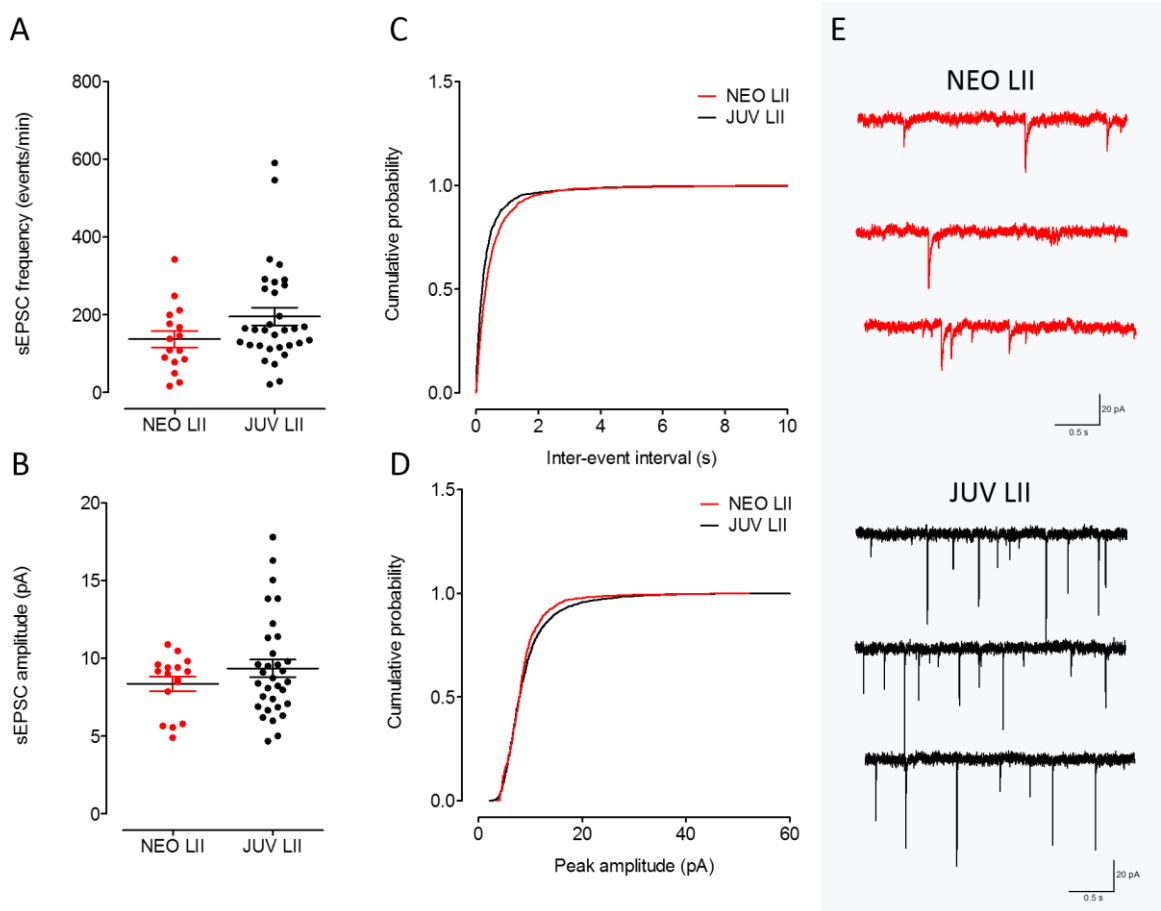 A
sEPSC frequency (events/min)
800
600
400
200
0
NEO LII JUV LII
B
sEPSC amplitude (pA)
20
15
10
5
0
NEO LII JUV LII
C
Cumulative probability
1.5
1.0
0.5
0.0
NEO LII
JUV LII
0 2 4 6 8 10
Inter-event interval (s)
D
Cumulative probability
1.5
1.0
0.5
0.0
NEO LII
JUV LII
0 20 40 60
Peak amplitude (pA)
E
NEO LII
20 pA
0.5 s
JUV LII
20 pA
0.5 s